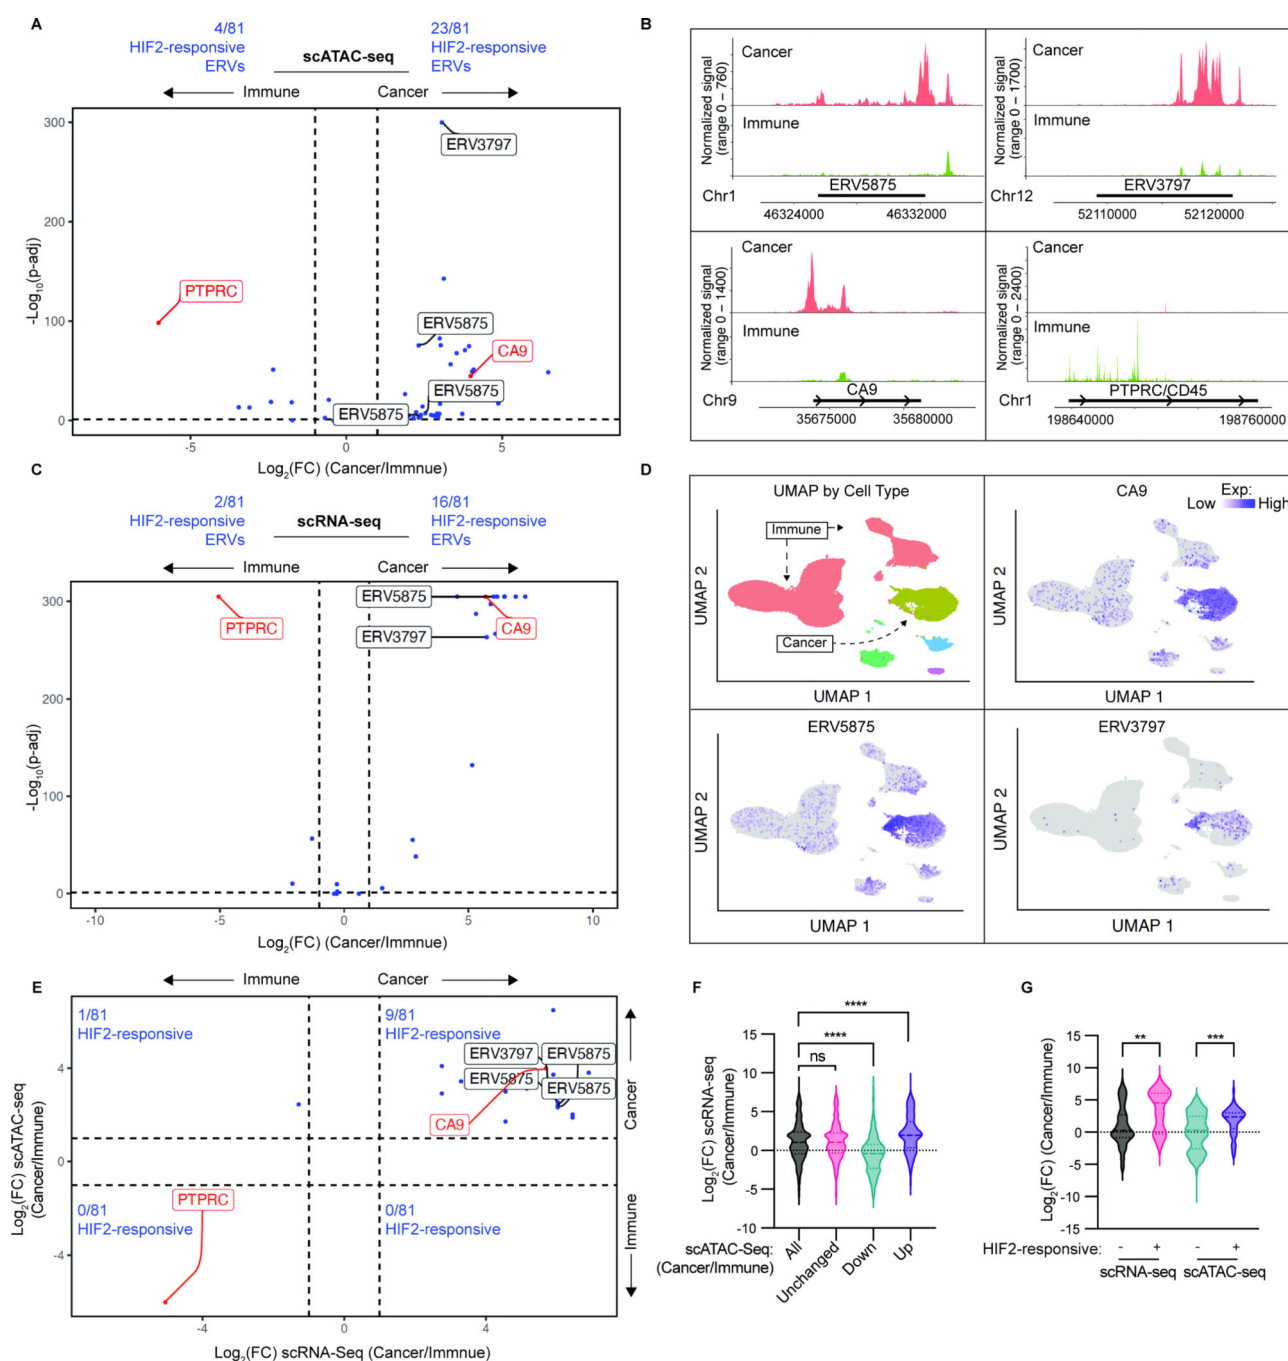 A
4/81
HIF2-responsive
ERVs
scATAC-seq
23/81
HIF2-responsive
ERVs
Immune
Cancer
300
200
100
0
-Log10(p-adj)
ERV3797
PTPRC
ERV5875
CA9
ERV5875
ERV5875
-5
0
5
Log2(FC) (Cancer/Immnue)
B
Normalized signal
(range 0 – 760)
Cancer
Immune
ERV5875
Chr1
46324000
46332000
Normalized signal
(range 0 – 1700)
Cancer
Immune
ERV3797
Chr12
52110000
52120000
Normalized signal
(range 0 – 1400)
Cancer
Immune
CA9
Chr9
35675000
35680000
Normalized signal
(range 0 – 2400)
Cancer
Immune
PTPRC/CD45
Chr1
198640000
198760000
C
2/81
HIF2-responsive
ERVs
scRNA-seq
16/81
HIF2-responsive
ERVs
Immune
Cancer
300
200
100
0
-Log10(p-adj)
PTPRC
ERV5875
CA9
ERV3797
-10
-5
0
5
10
Log2(FC) (Cancer/Immnue)
D
UMAP by Cell Type
Immune
Cancer
UMAP 2
UMAP 1
CA9
Exp:
Low
High
UMAP 2
UMAP 1
ERV5875
UMAP 2
UMAP 1
ERV3797
UMAP 2
UMAP 1
E
Immune
Cancer
1/81
HIF2-responsive
9/81
HIF2-responsive
ERV3797
ERV5875
ERV5875
ERV5875
CA9
0/81
HIF2-responsive
0/81
HIF2-responsive
PTPRC
4
0
-4
Log2(FC) scATAC-seq
(Cancer/Immune)
Cancer
Immune
-4
0
4
Log2(FC) scRNA-Seq (Cancer/Immnue)
F
****
****
ns
15
10
5
0
-5
-10
Log2(FC) scRNA-seq
(Cancer/Immune)
scATAC-Seq:
(Cancer/Immune)
All
Unchanged
Down
Up
G
**
***
15
10
5
0
-5
-10
-15
Log2(FC) (Cancer/Immune)
HIF2-responsive:
-
+
-
+
scRNA-seq
scATAC-seq